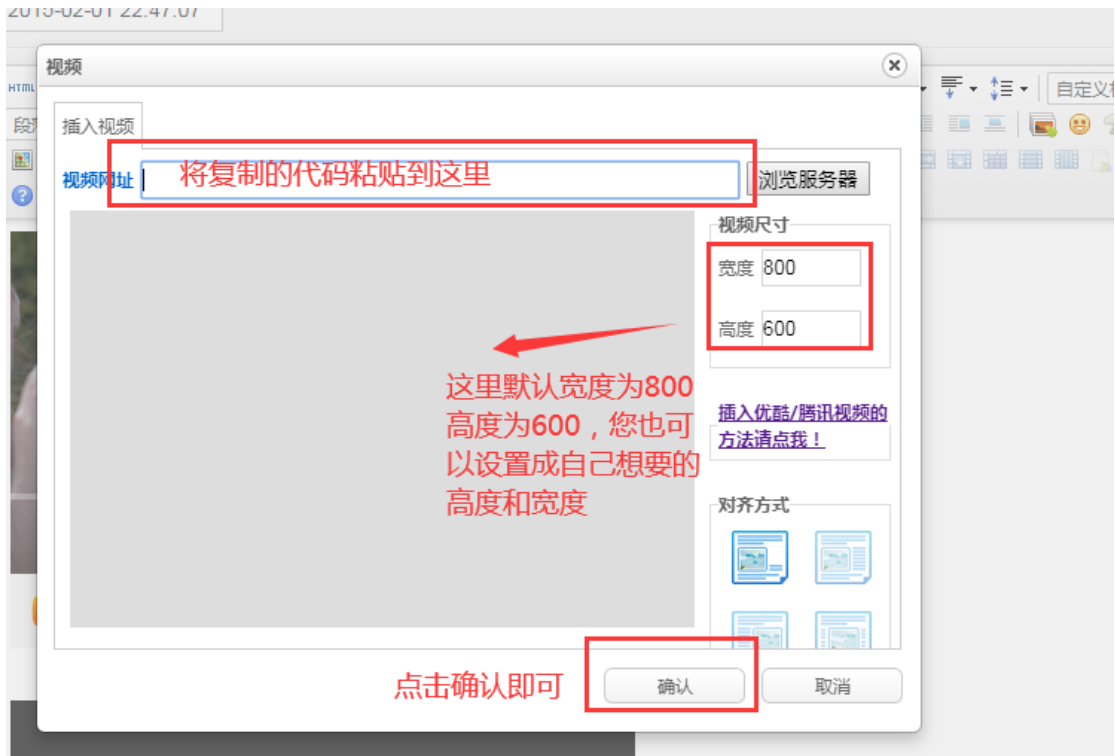 2015-02-01 22:47:07
视频
HTML
自定义标
段
插入视频
视频网址
将复制的代码粘贴到这里
浏览服务器
视频尺寸
宽度 800
高度 600
这里默认宽度为800
高度为600，您也可
以设置成自己想要的
高度和宽度
插入优酷/腾讯视频的
方法请点我！
对齐方式
点击确认即可
确认
取消